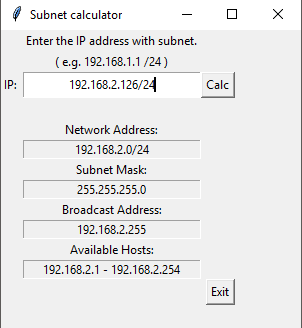 Subnet calculator
Enter the IP address with subnet.
( e.g. 192.168.1.1 /24 )
IP: 192.168.2.126/24 Calc
Network Address:
192.168.2.0/24
Subnet Mask:
255.255.255.0
Broadcast Address:
192.168.2.255
Available Hosts:
192.168.2.1 - 192.168.2.254
Exit